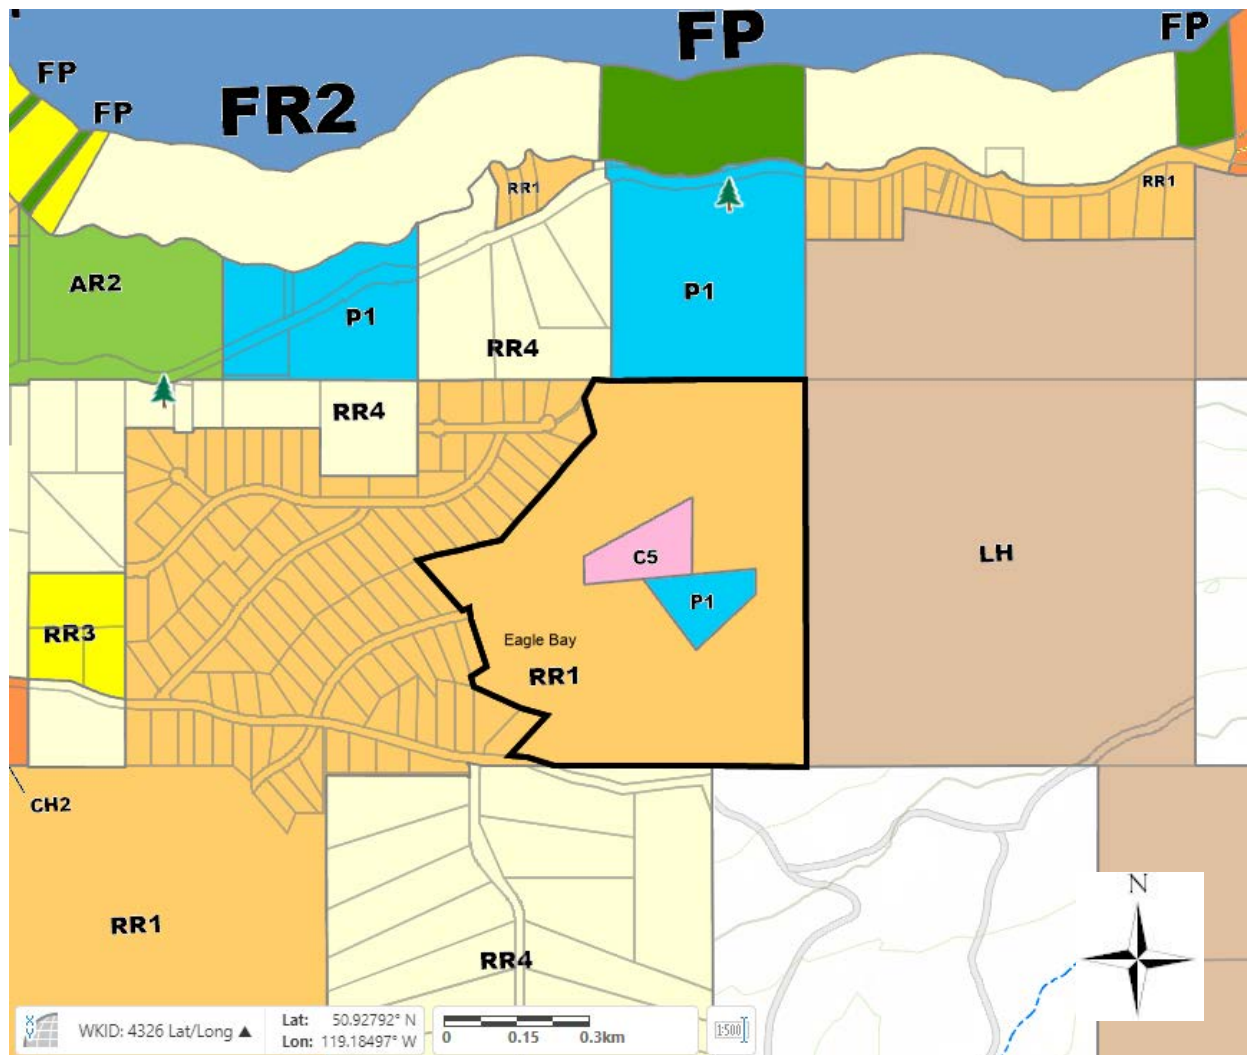 FP
FP
FP
FP
FR2
RR1
RR1
AR2
P1
P1
RR4
RR4
C5
LH
P1
RR3
Eagle Bay
RR1
CH2
RR1
RR4
N
WKID: 4326 Lat/Long ▲
Lat: 50.92792° N
Lon: 119.18497° W
0 0.15 0.3km
1:500
X
Y